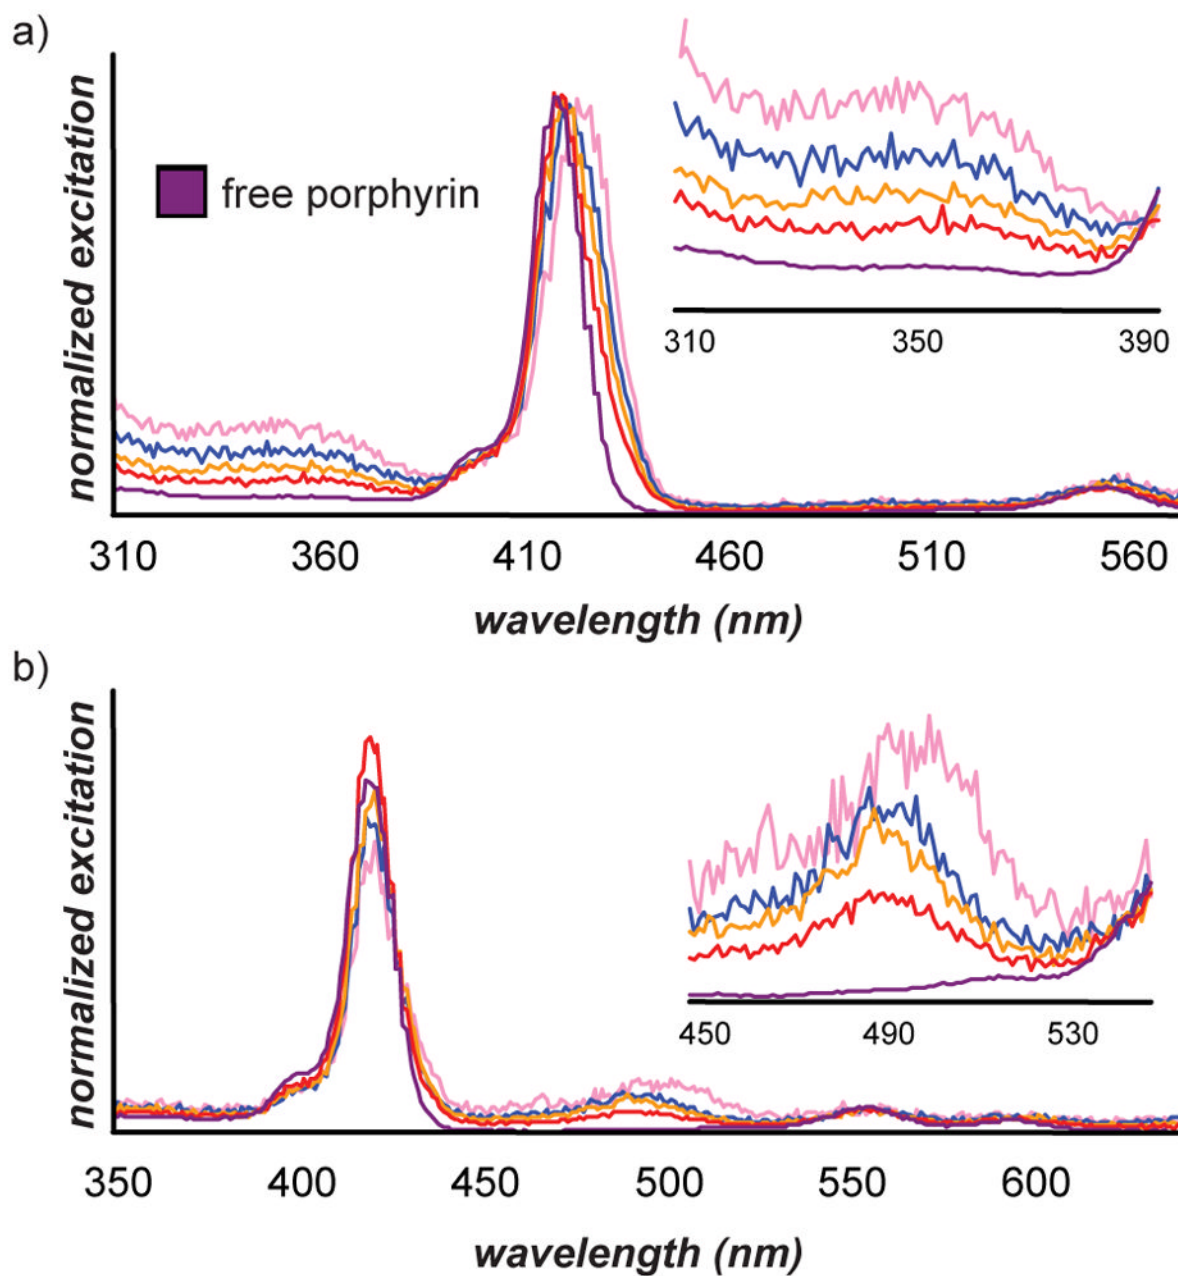 a)
normalized excitation
free porphyrin
310 350 390
310 360 410 460 510 560
wavelength (nm)
b)
normalized excitation
450 490 530
350 400 450 500 550 600
wavelength (nm)